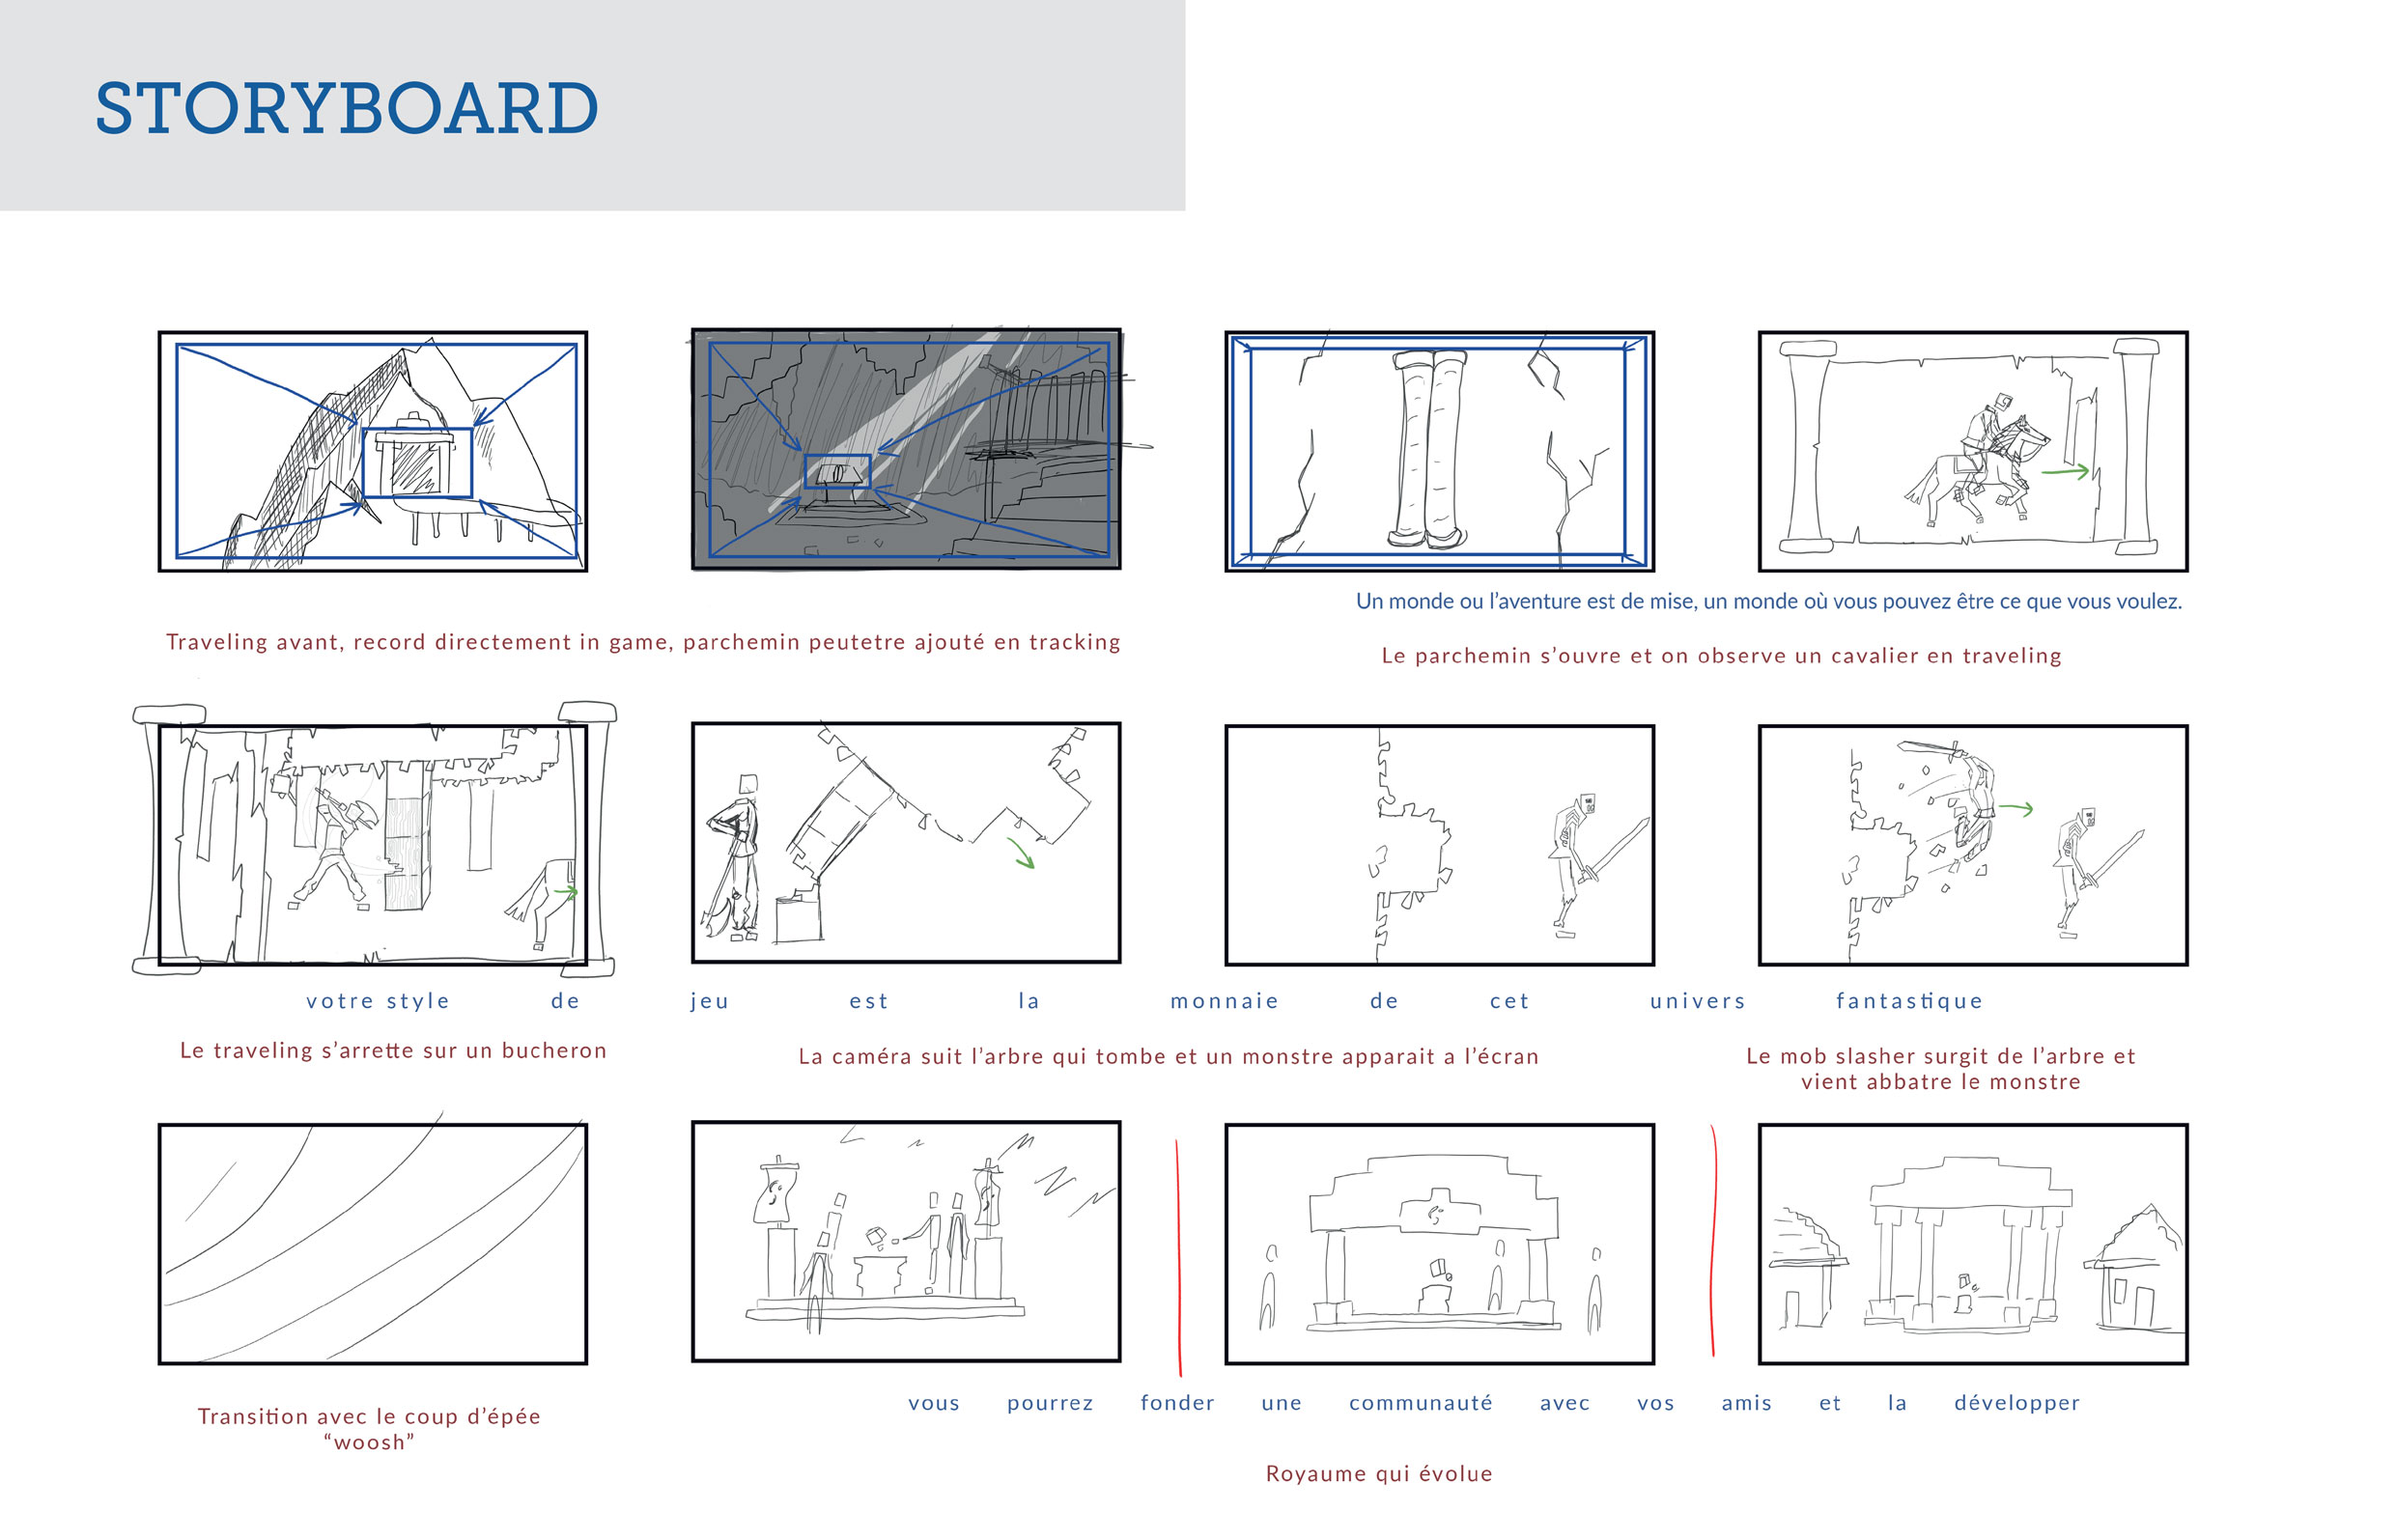 STORYBOARD
Un monde ou l’aventure est de mise, un monde où vous pouvez être ce que vous voulez.
Traveling avant, record directement in game, parchemin peutetre ajouté en tracking
Le parchemin s’ouvre et on observe un cavalier en traveling
votre style de jeu est la monnaie de cet univers fantastique
Le traveling s’arrette sur un bucheron
La caméra suit l’arbre qui tombe et un monstre apparait a l’écran
Le mob slasher surgit de l’arbre et
vient abbatre le monstre
vous pourrez fonder une communauté avec vos amis et la développer
Transition avec le coup d’épée
“woosh”
Royaume qui évolue